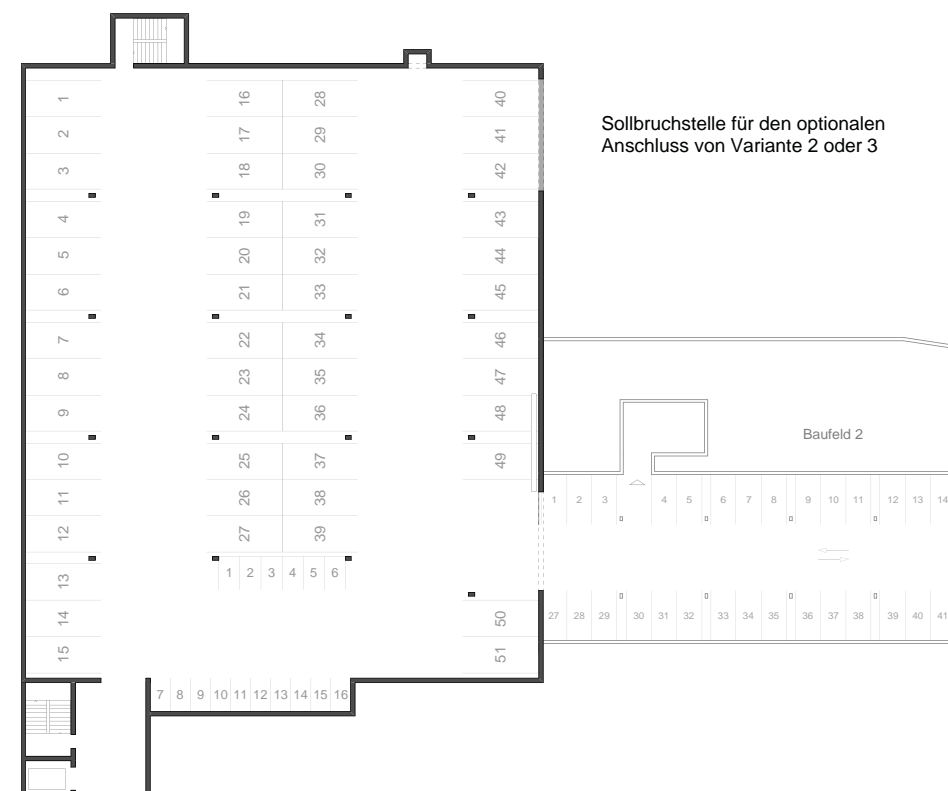 Sollbruchstelle für den optionalen
Anschluss von Variante 2 oder 3
1 16 28 40
2 17 29 41
3 18 30 42
4 19 31 43
5 20 32 44
6 21 33 45
7 22 34 46
8 23 35 47
9 24 36 48
Baufeld 2
10 25 37 49
11 26 38
1 2 3 4 5 6 7 8 9 10 11 12 13 14
12 27 39
13
1 2 3 4 5 6
14 50
27 28 29 30 31 32 33 34 35 36 37 38 39 40 41
15 51
7 8 9 10 11 12 13 14 15 16